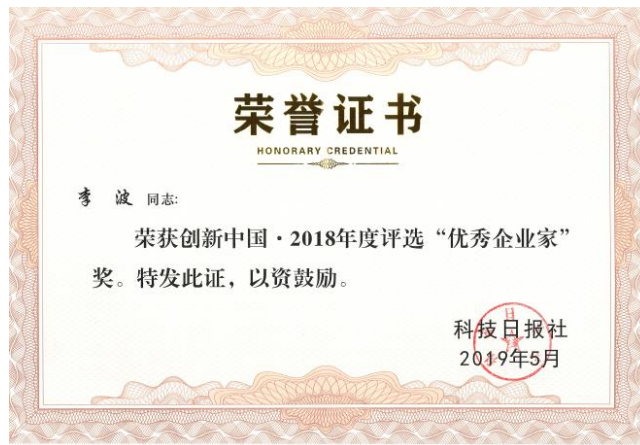 荣誉证书
HONORARY CREDENTIAL
李 波 同志:
荣获创新中国·2018年度评选“优秀企业家”
奖。特发此证，以资鼓励。
科技日报社
2019年5月